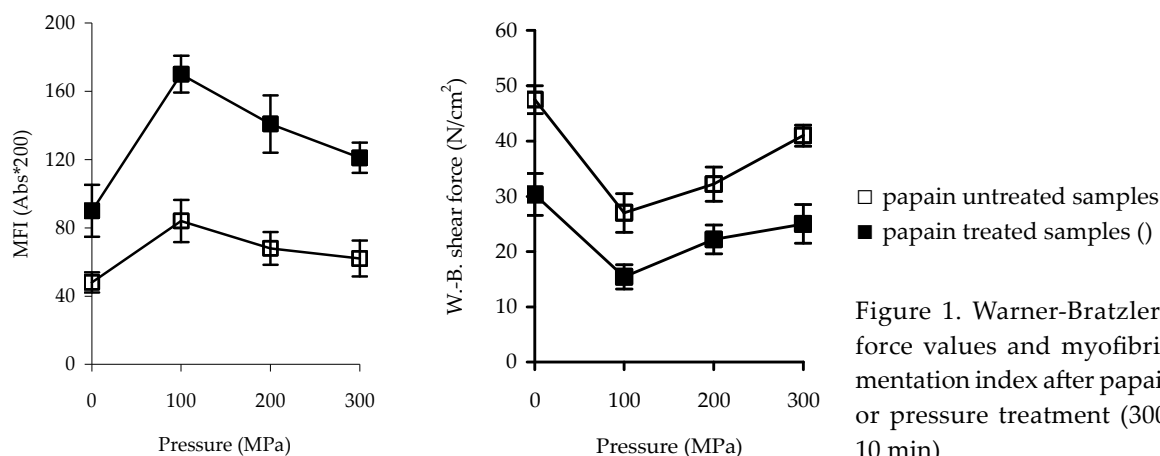 200
160
120
80
40
0
MFI (Abs*200)
0 100 200 300
Pressure (MPa)
60
50
40
30
20
10
0
W.-B. shear force (N/cm²)
0 100 200 300
Pressure (MPa)
□ papain untreated samples
■ papain treated samples ()
Figure 1. Warner-Bratzler
force values and myofibri
mentation index after papai
or pressure treatment (300
10 min)